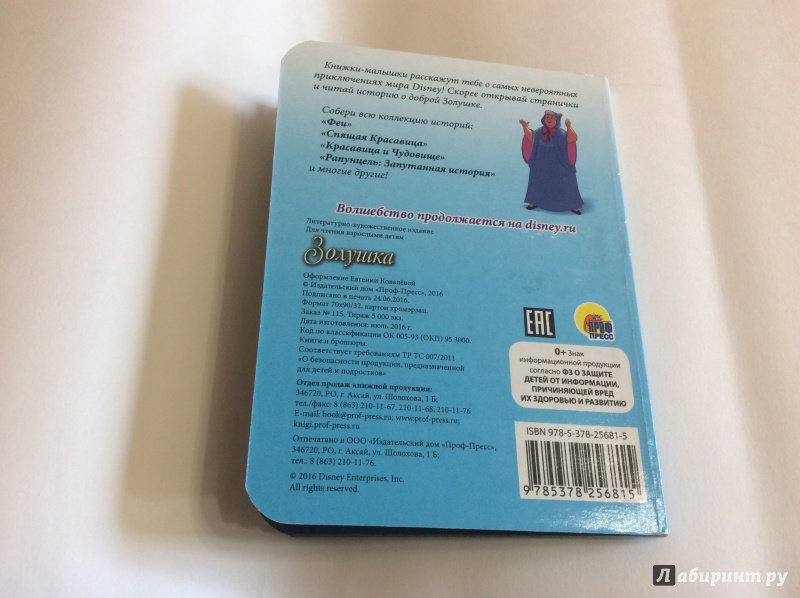 Книжки-малышки расскажут тебе о самых невероятных
приключениях мира Disney! Скорее открывай странички
и читай историю о доброй Золушке.
Собери всю коллекцию историй:
«Феи»
«Спящая Красавица»
«Красавица и Чудовище»
«Рапунцель: Запутанная история»
и многие другие!
Волшебство продолжается на disney.ru
Литературно-художественное издание
Для чтения взрослыми детям
Золушка
Оформление Евгении Ковалёвой
© Издательский дом «Проф-Пресс», 2016
Подписано в печать 24.06.2016.
Формат 70х90/32, картон хромэрзац.
Заказ № 115. Тираж 5 000 экз.
Дата изготовления: июль 2016 г.
Код по классификации ОК 005-93 (ОКП) 95 3000.
Книги и брошюры.
Соответствует требованиям ТР ТС 007/2011
«О безопасности продукции, предназначенной
для детей и подростков»
Отдел продаж книжной продукции:
346720, РО, г. Аксай, ул. Шолохова, 1 Б;
тел./факс: 8 (863) 210-11-67, 210-11-68, 210-11-76
E-mail: book@prof-press.ru; www.prof-press.ru,
knigi.prof-press.ru
Отпечатано в ООО «Издательский дом «Проф-Пресс»,
346720, РО, г. Аксай, ул. Шолохова, 1 Б;
тел.: 8 (863) 210-11-76.
© 2016 Disney Enterprises, Inc.
All rights reserved.
EAC
ПРОФ
ПРЕСС
0+ Знак
информационной продукции
согласно ФЗ О ЗАЩИТЕ
ДЕТЕЙ ОТ ИНФОРМАЦИИ,
ПРИЧИНЯЮЩЕЙ ВРЕД
ИХ ЗДОРОВЬЮ И РАЗВИТИЮ
ISBN 978-5-378-25681-5
9 785378 256815
Лабиринт.ру